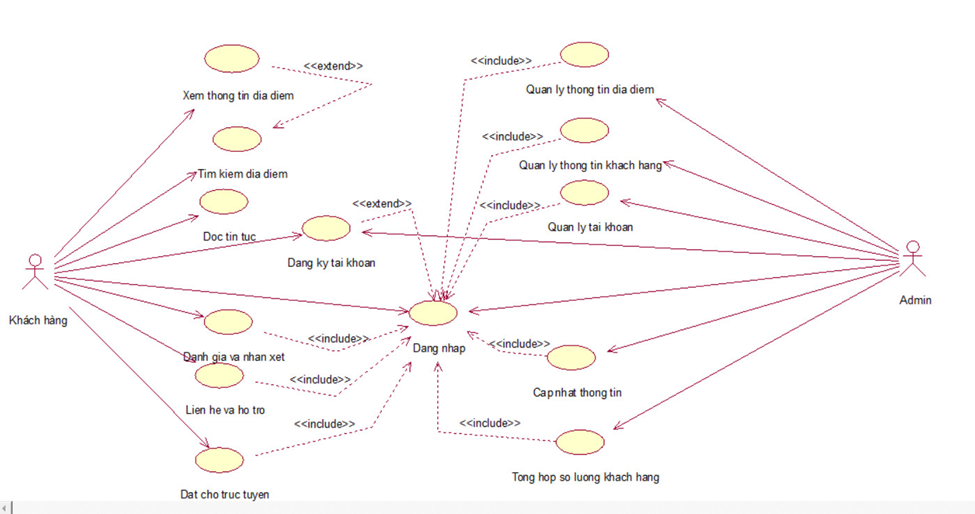 <<extend>>
<<include>>
Quan ly thong tin dia diem
Xem thong tin dia diem
<<include>>
Quan ly thong tin khach hang
Tim kiem dia diem
<<extend>>
<<include>>
Quan ly tai khoan
Doc tin tuc
Dang ky tai khoan
Admin
Khách hàng
<<include>>
Dang nhap
<<include>>
Danh gia va nhan xet
<<include>>
Cap nhat thong tin
Lien he va ho tro
<<include>>
<<include>>
Tong hop so luong khach hang
Dat cho truc tuyen